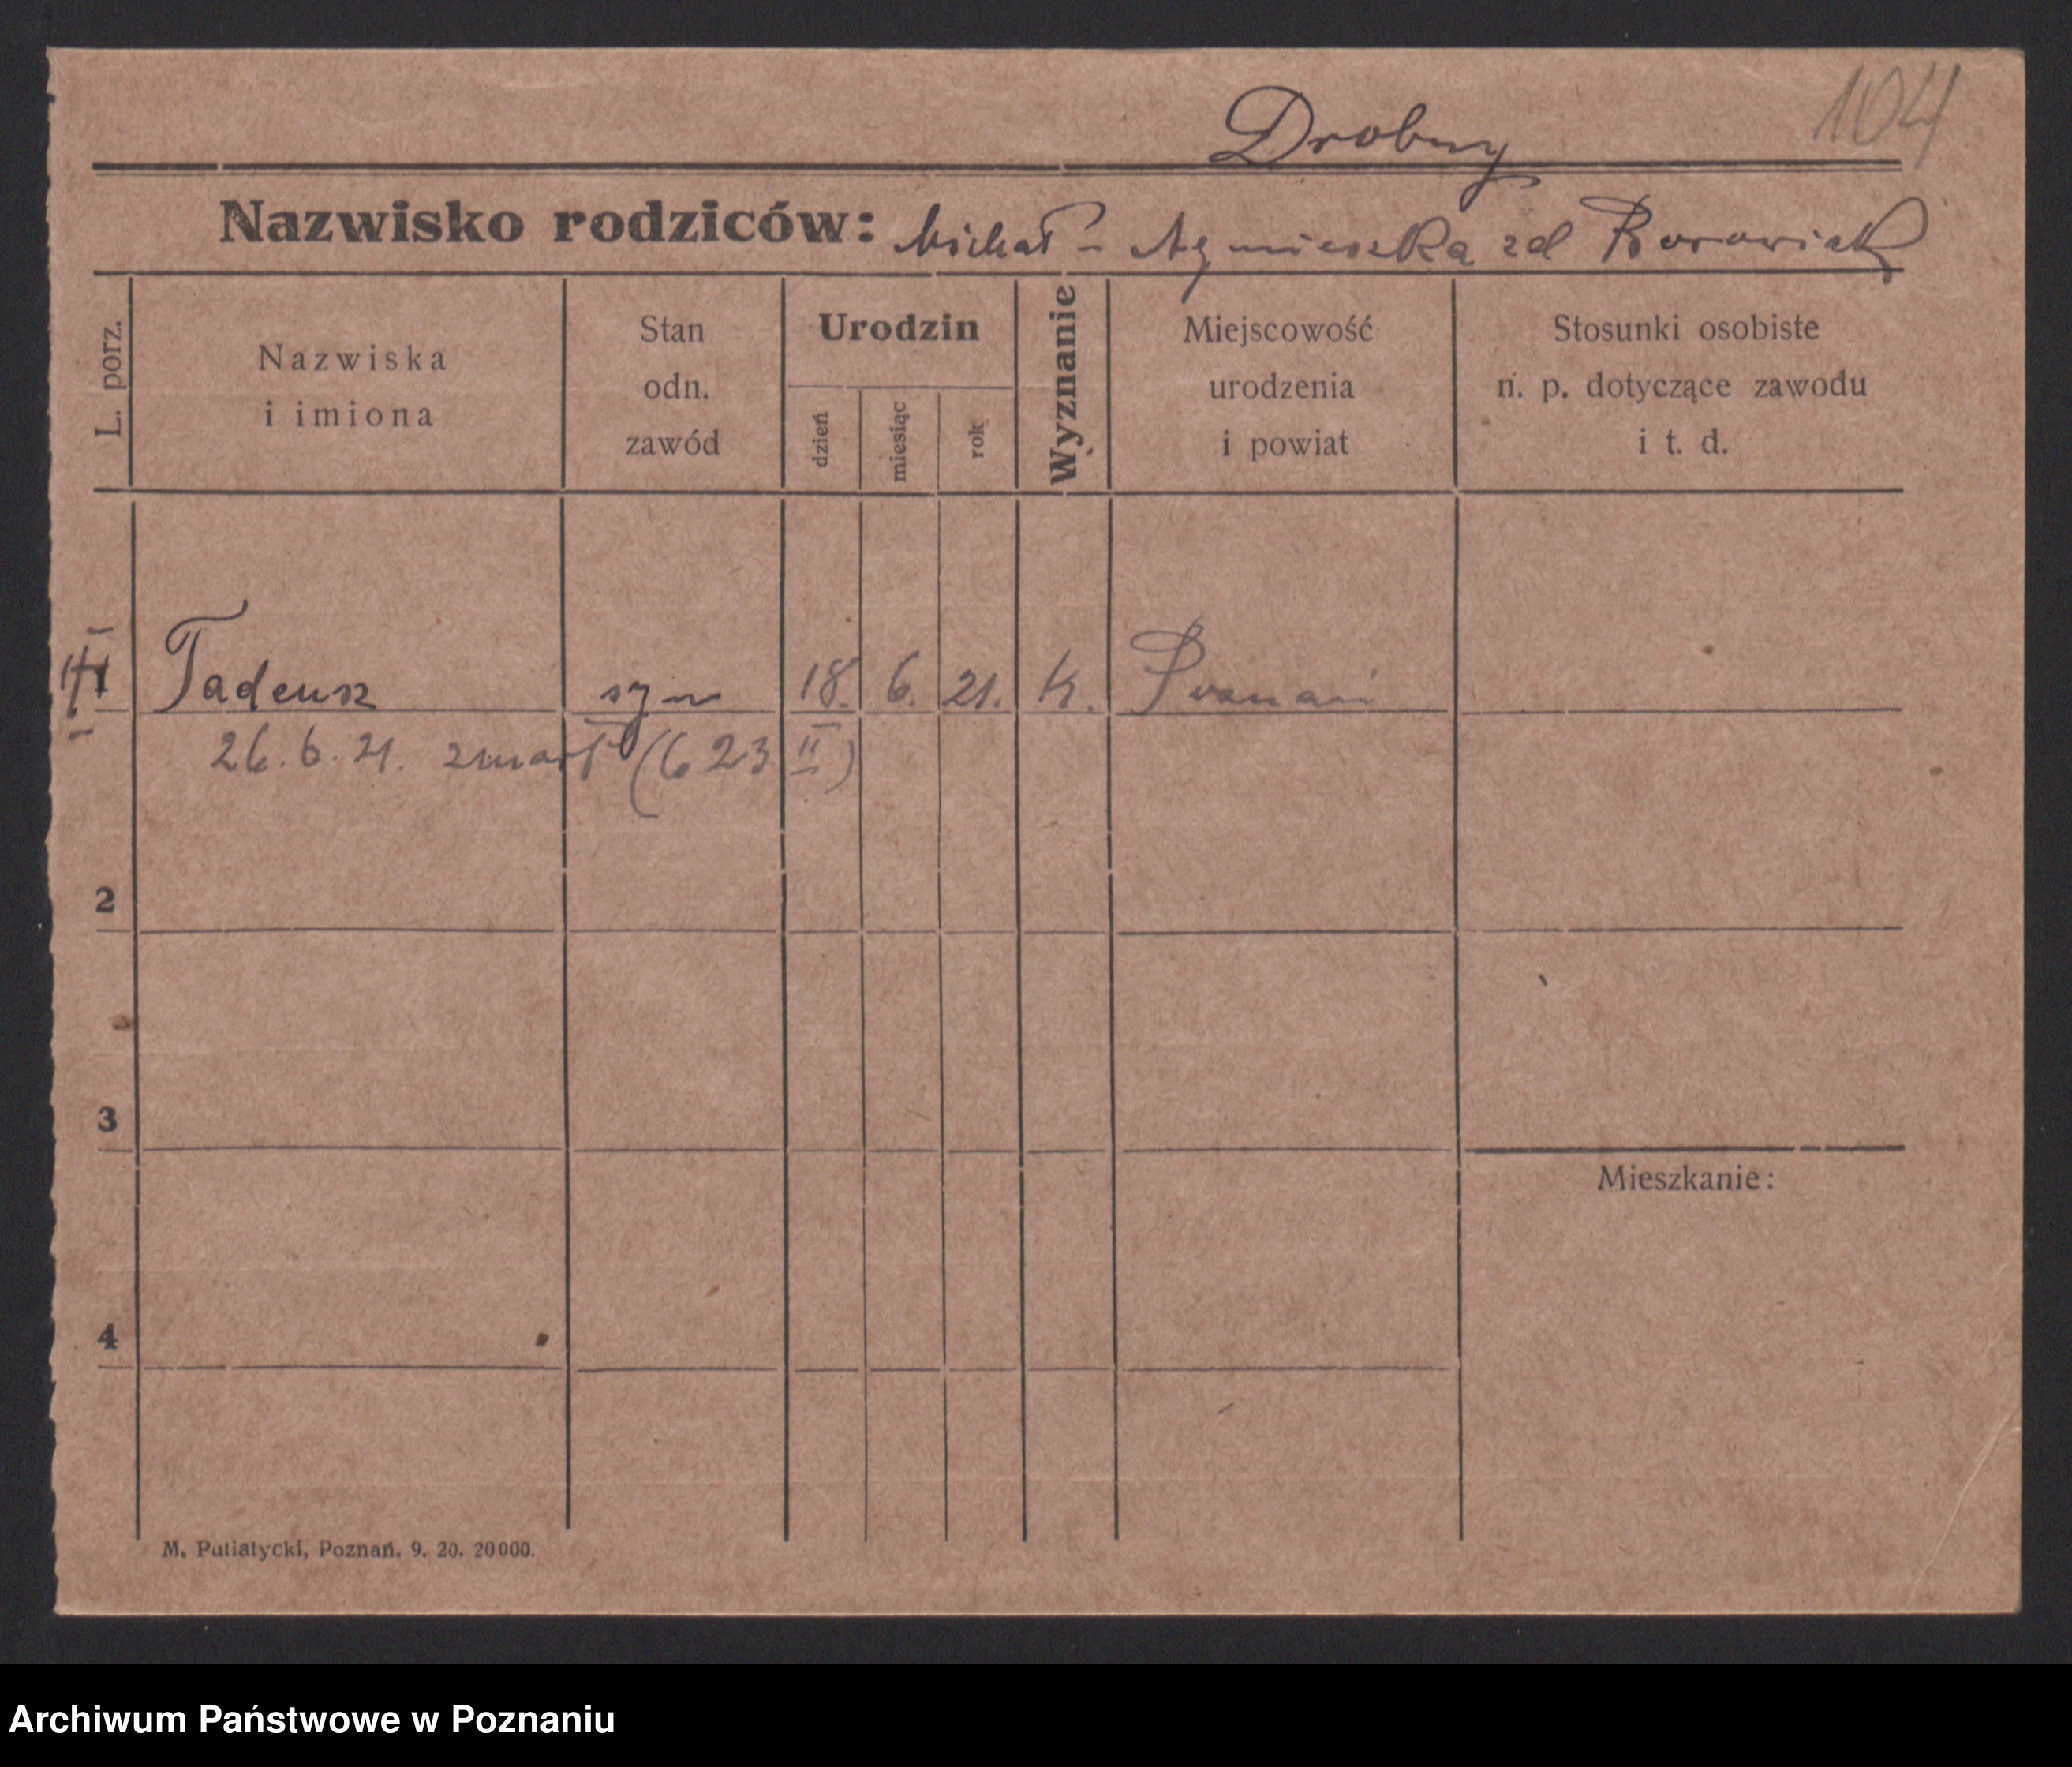 104
Drobny
Nazwisko rodziców: Michał - Agnieszka zd Borowiak
L. porz.
Nazwiska
i imiona
Stan
odn.
zawód
Urodzin
dzień
miesiąc
rok
Wyznanie
Miejscowość
urodzenia
i powiat
Stosunki osobiste
n. p. dotyczące zawodu
i t. d.
1 Tadeusz syn 18. 6. 21. K. Poznań
26.6.21. zmarł (623 II)
2
3
Mieszkanie:
4
M. Putiatycki, Poznań. 9. 20. 20000.
Archiwum Państwowe w Poznaniu